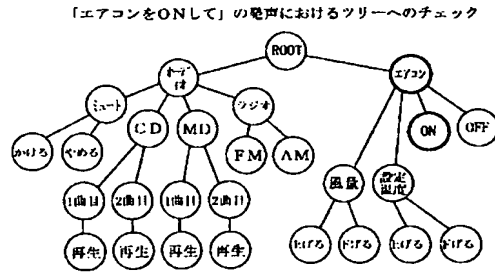 「エアコンをONして」の発声におけるツリーへのチェック
ROOT
オーディオ
エアコン
ミュート
CD
MD
ラジオ
ON
OFF
かける
やめる
FM
AM
風量
設定温度
1曲目
2曲目
1曲目
2曲目
上げる
下げる
上げる
下げる
再生
再生
再生
再生